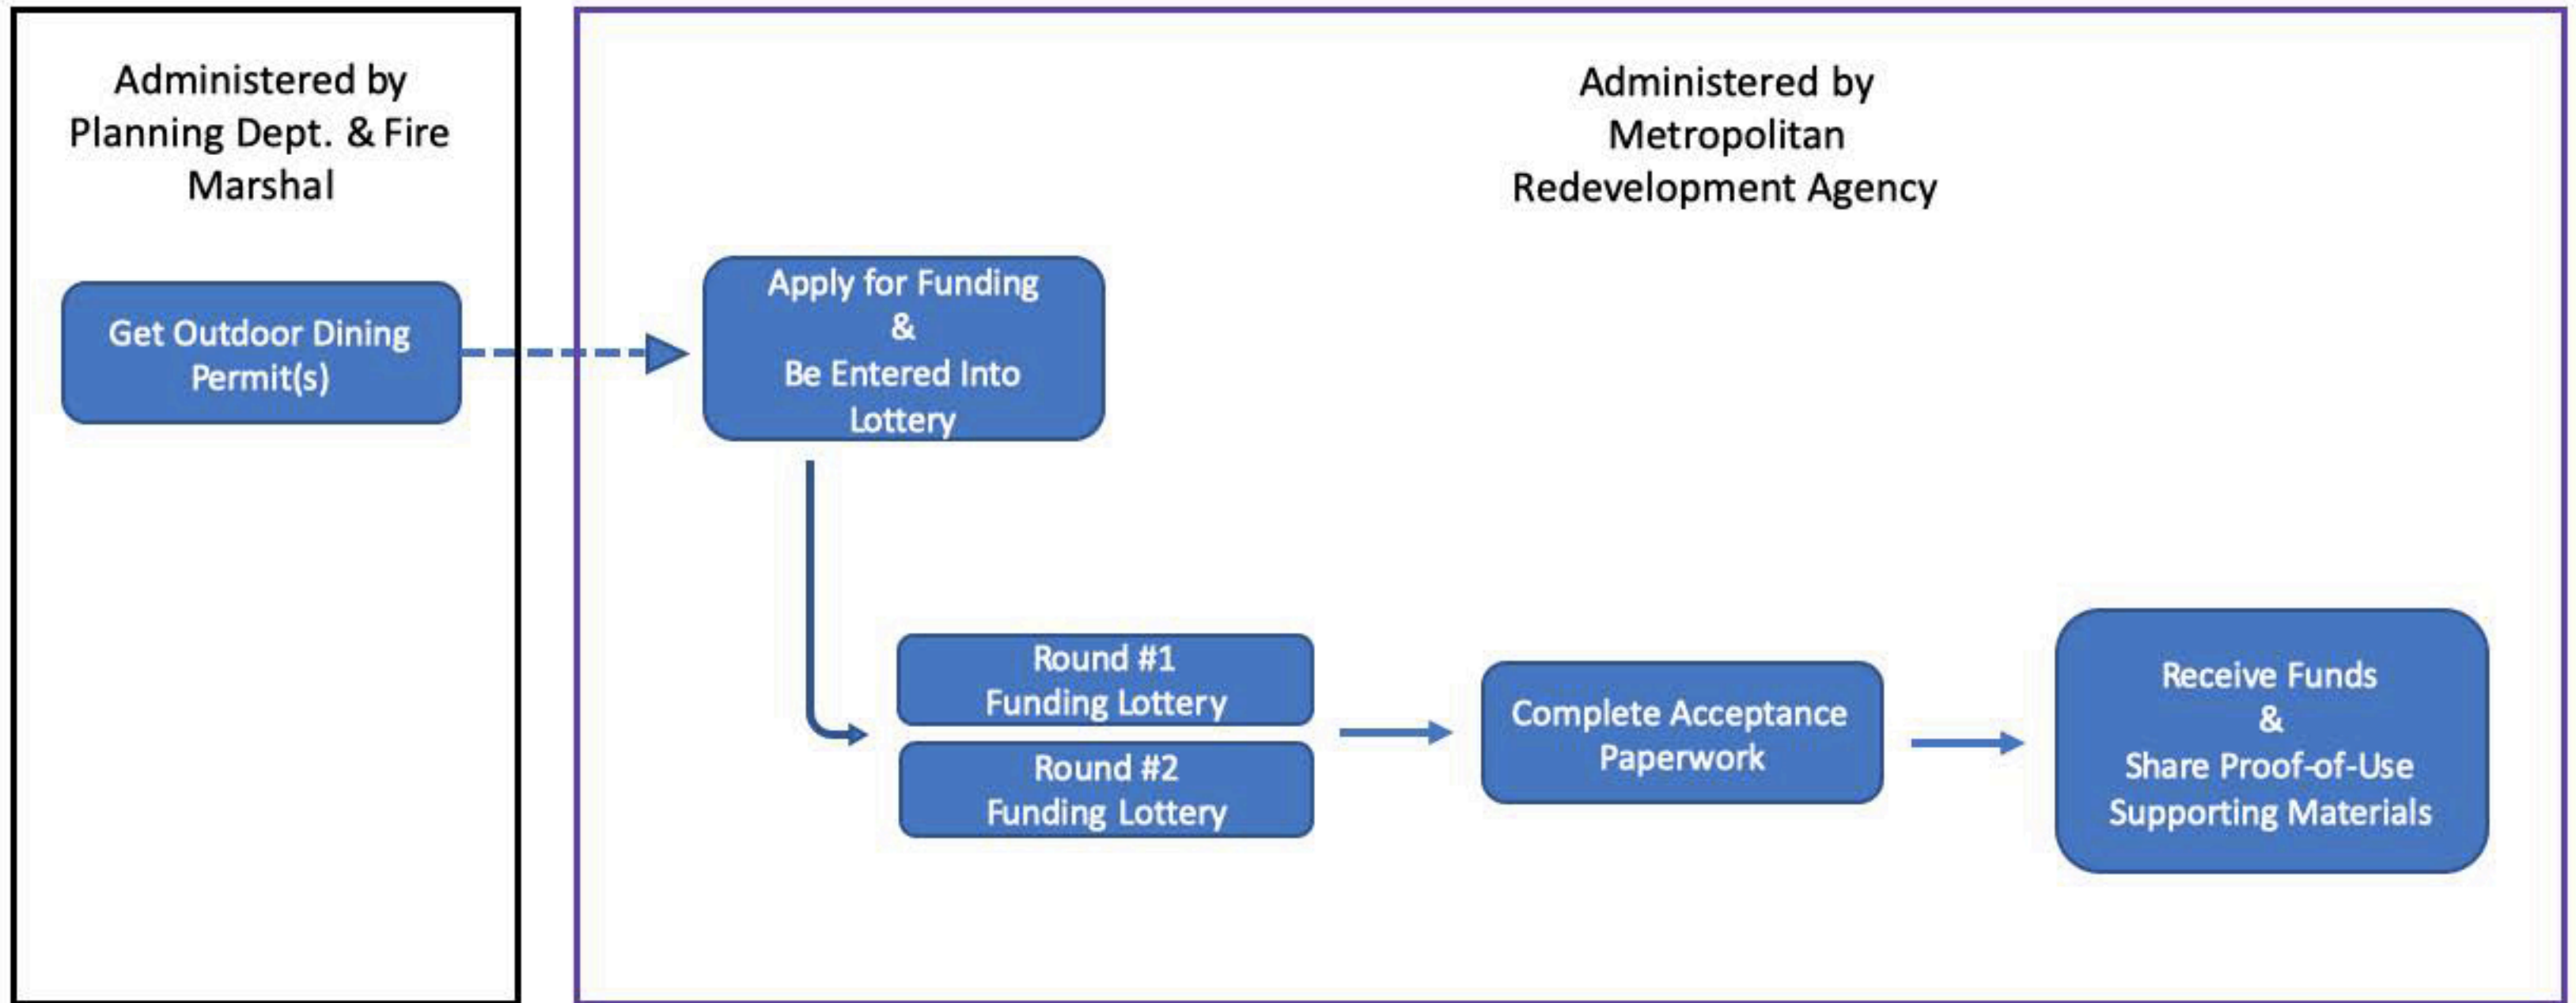 Administered by
Planning Dept. & Fire
Marshal
Get Outdoor Dining
Permit(s)
Administered by
Metropolitan
Redevelopment Agency
Apply for Funding
&
Be Entered Into
Lottery
Round #1
Funding Lottery
Round #2
Funding Lottery
Complete Acceptance
Paperwork
Receive Funds
&
Share Proof-of-Use
Supporting Materials